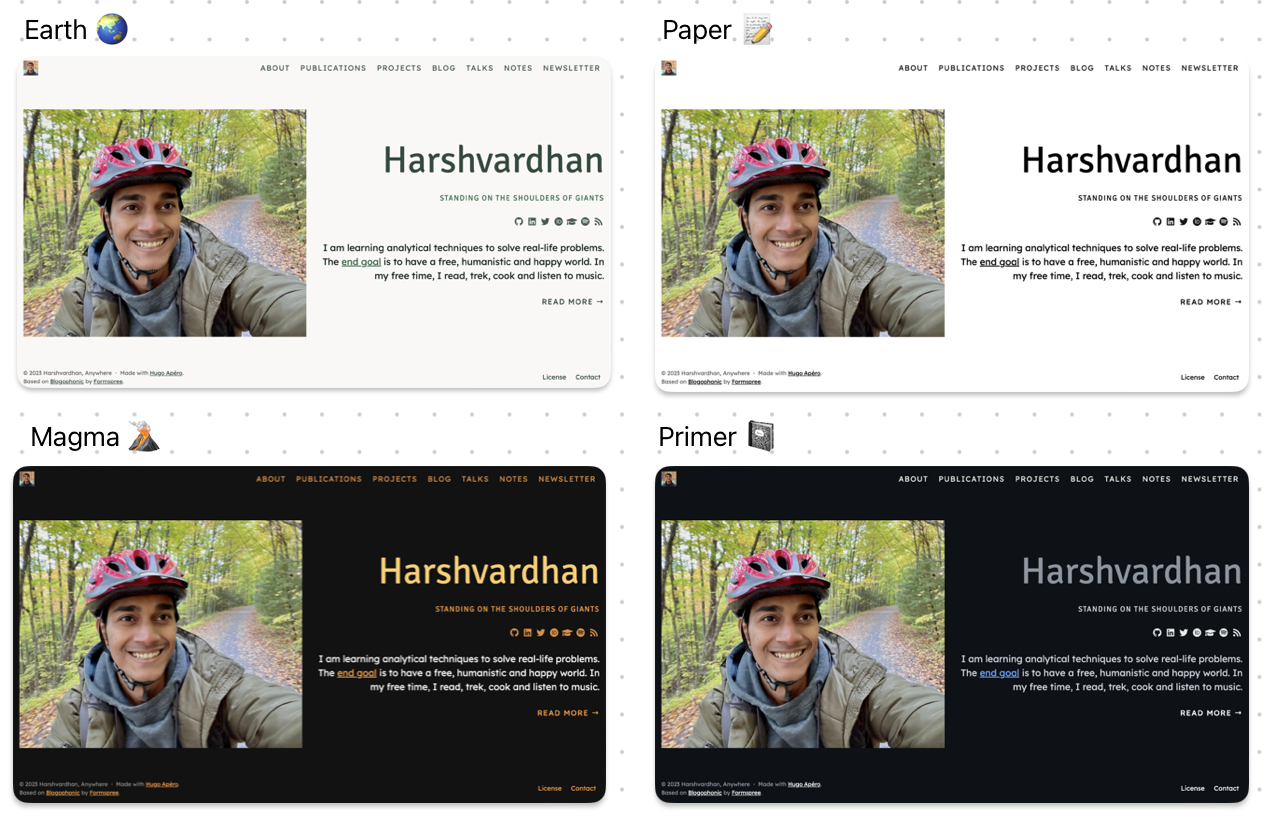 Earth
ABOUT PUBLICATIONS PROJECTS BLOG TALKS NOTES NEWSLETTER
Harshvardhan
STANDING ON THE SHOULDERS OF GIANTS
I am learning analytical techniques to solve real-life problems.
The end goal is to have a free, humanistic and happy world. In
my free time, I read, trek, cook and listen to music.
READ MORE →
© 2023 Harshvardhan, Anywhere · Made with Hugo Apéro.
Based on Blogophonic by Formspree.
License Contact
Paper
ABOUT PUBLICATIONS PROJECTS BLOG TALKS NOTES NEWSLETTER
Harshvardhan
STANDING ON THE SHOULDERS OF GIANTS
I am learning analytical techniques to solve real-life problems.
The end goal is to have a free, humanistic and happy world. In
my free time, I read, trek, cook and listen to music.
READ MORE →
© 2023 Harshvardhan, Anywhere · Made with Hugo Apéro.
Based on Blogophonic by Formspree.
License Contact
Magma
ABOUT PUBLICATIONS PROJECTS BLOG TALKS NOTES NEWSLETTER
Harshvardhan
STANDING ON THE SHOULDERS OF GIANTS
I am learning analytical techniques to solve real-life problems.
The end goal is to have a free, humanistic and happy world. In
my free time, I read, trek, cook and listen to music.
READ MORE →
© 2023 Harshvardhan, Anywhere · Made with Hugo Apéro.
Based on Blogophonic by Formspree.
License Contact
Primer
ABOUT PUBLICATIONS PROJECTS BLOG TALKS NOTES NEWSLETTER
Harshvardhan
STANDING ON THE SHOULDERS OF GIANTS
I am learning analytical techniques to solve real-life problems.
The end goal is to have a free, humanistic and happy world. In
my free time, I read, trek, cook and listen to music.
READ MORE →
© 2023 Harshvardhan, Anywhere · Made with Hugo Apéro.
Based on Blogophonic by Formspree.
License Contact